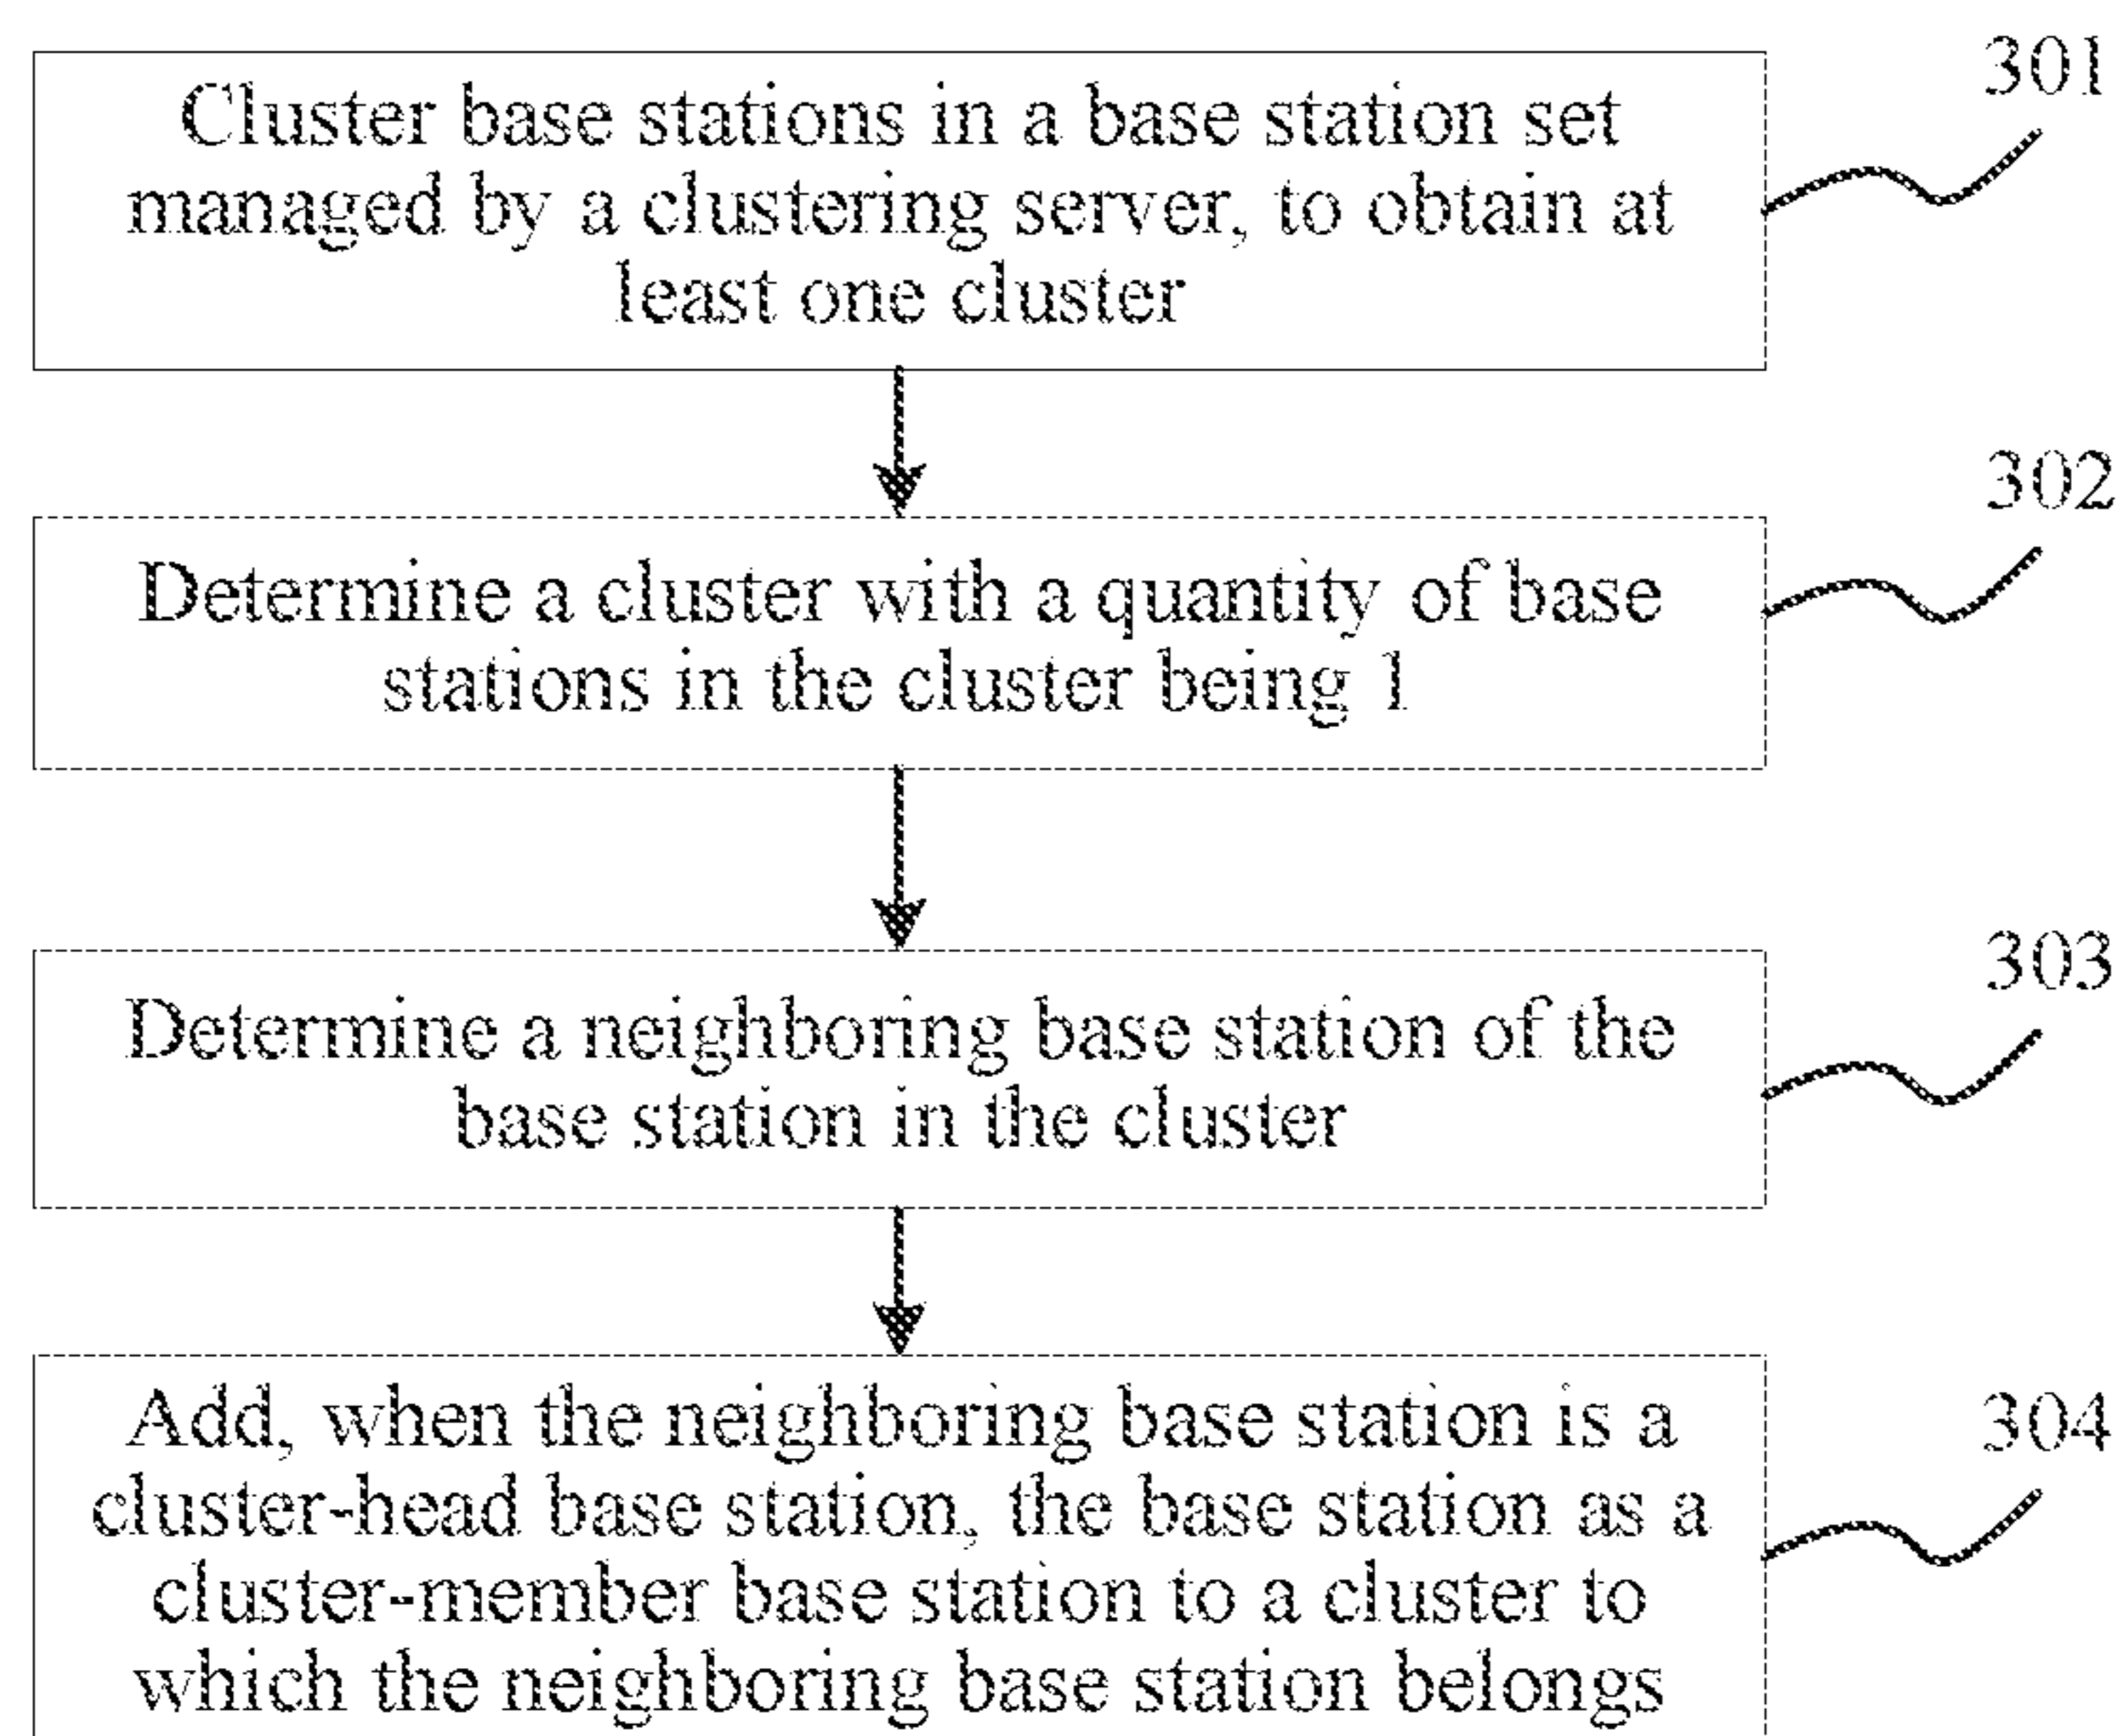 301
Cluster base stations in a base station set
managed by a clustering server, to obtain at
least one cluster
302
Determine a cluster with a quantity of base
stations in the cluster being 1
303
Determine a neighboring base station of the
base station in the cluster
304
Add, when the neighboring base station is a
cluster-head base station, the base station as a
cluster-member base station to a cluster to
which the neighboring base station belongs